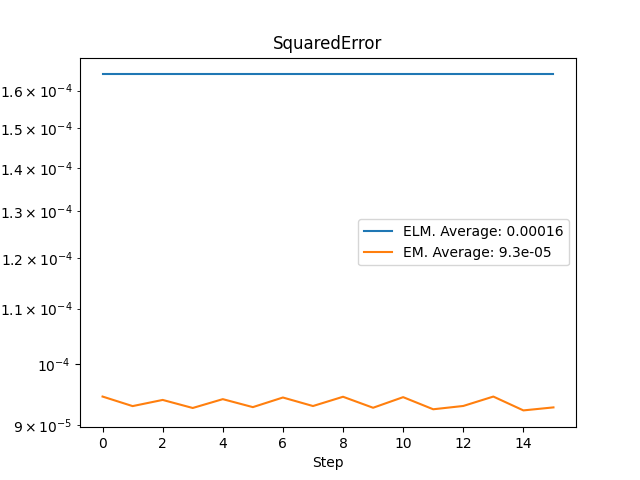 SquaredError
1.6 × 10⁻⁴
1.5 × 10⁻⁴
1.4 × 10⁻⁴
1.3 × 10⁻⁴
1.2 × 10⁻⁴
1.1 × 10⁻⁴
10⁻⁴
9 × 10⁻⁵
ELM. Average: 0.00016
EM. Average: 9.3e-05
0 2 4 6 8 10 12 14
Step